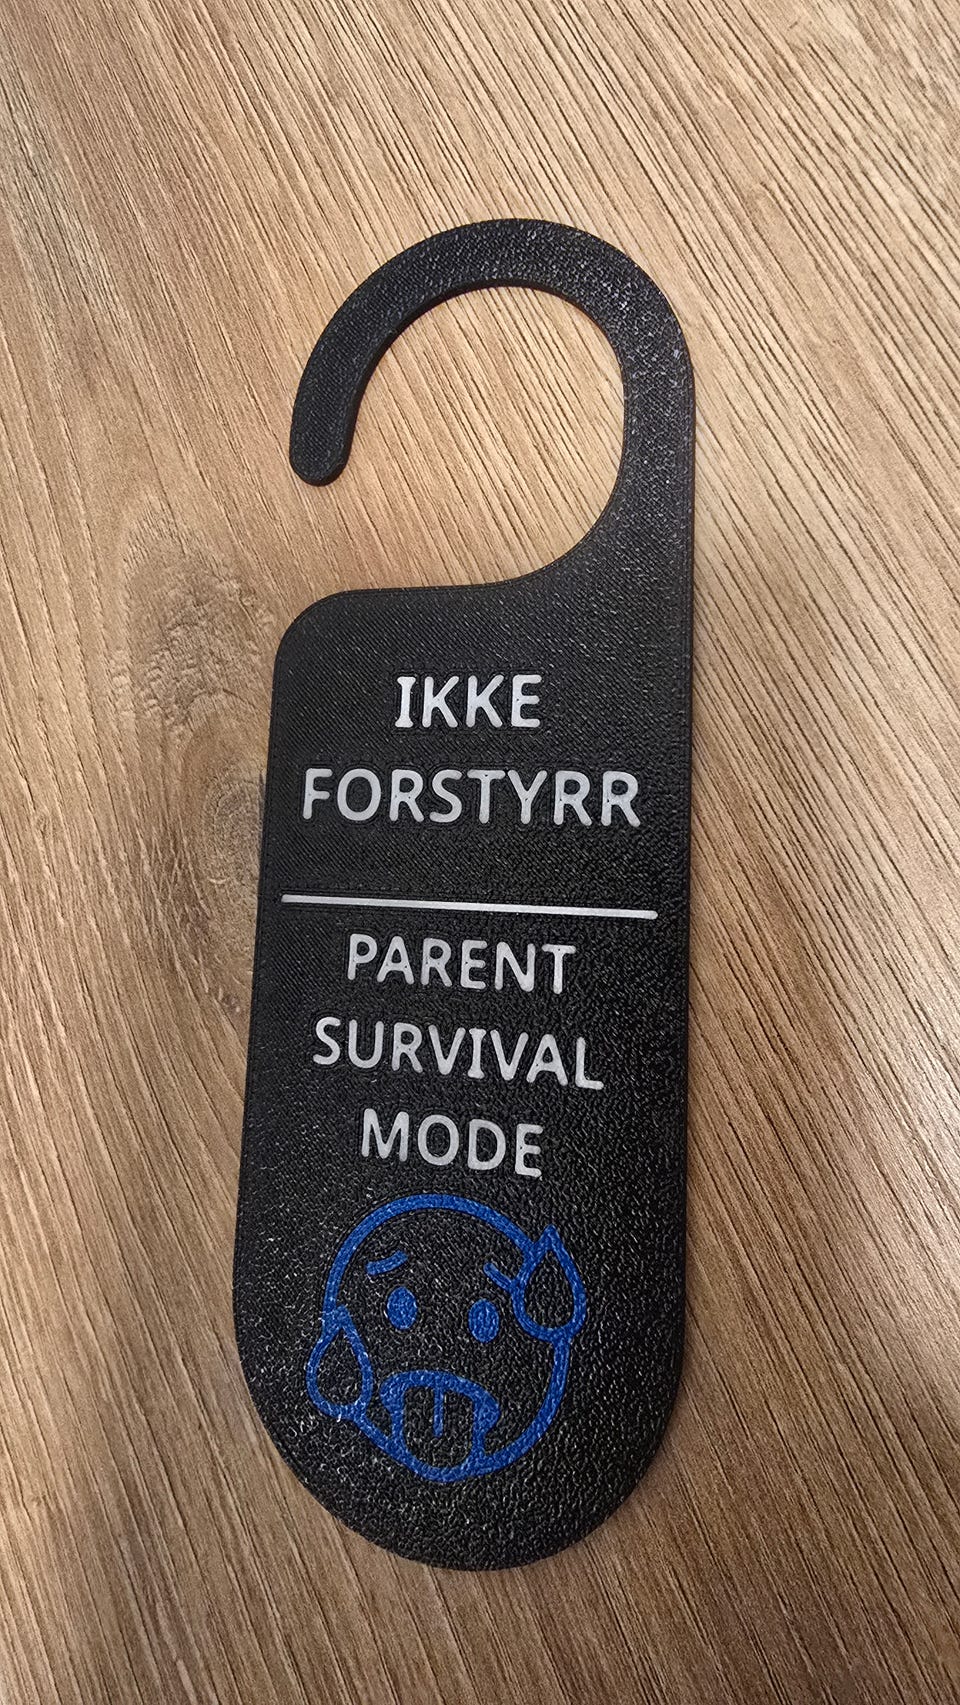 IKKE
FORSTYRR
PARENT
SURVIVAL
MODE